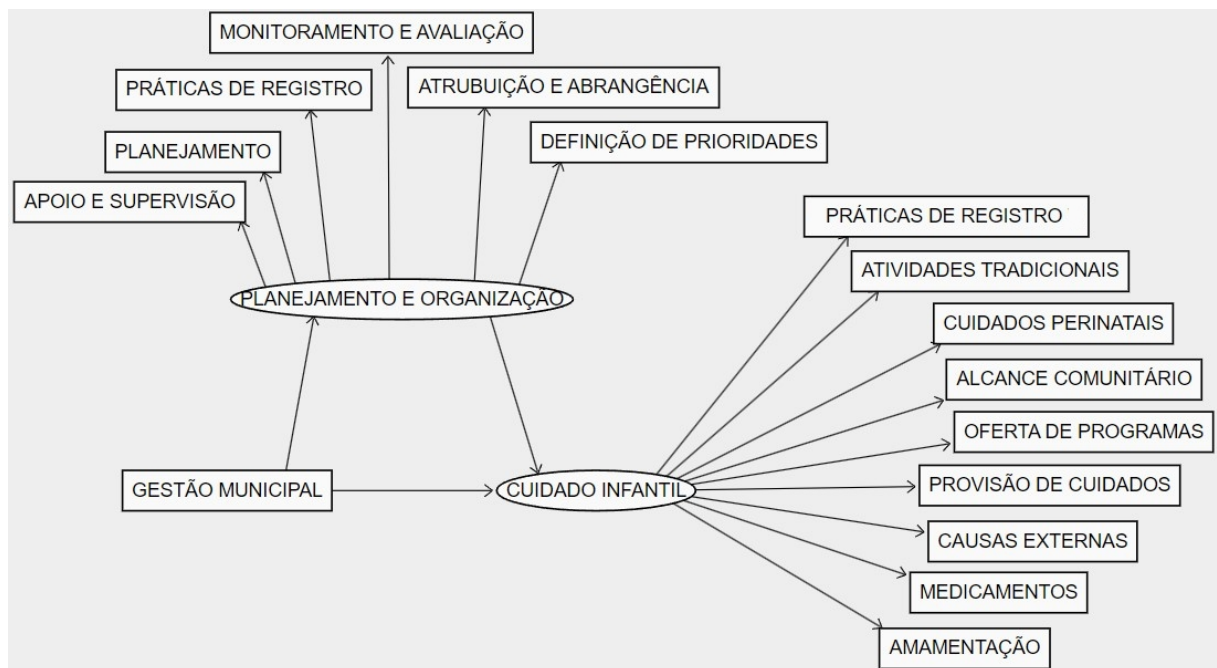 MONITORAMENTO E AVALIAÇÃO
PRÁTICAS DE REGISTRO
ATRUBUIÇÃO E ABRANGÊNCIA
PLANEJAMENTO
DEFINIÇÃO DE PRIORIDADES
APOIO E SUPERVISÃO
PLANEJAMENTO E ORGANIZAÇÃO
GESTÃO MUNICIPAL
CUIDADO INFANTIL
PRÁTICAS DE REGISTRO
ATIVIDADES TRADICIONAIS
CUIDADOS PERINATAIS
ALCANCE COMUNITÁRIO
OFERTA DE PROGRAMAS
PROVISÃO DE CUIDADOS
CAUSAS EXTERNAS
MEDICAMENTOS
AMAMENTAÇÃO